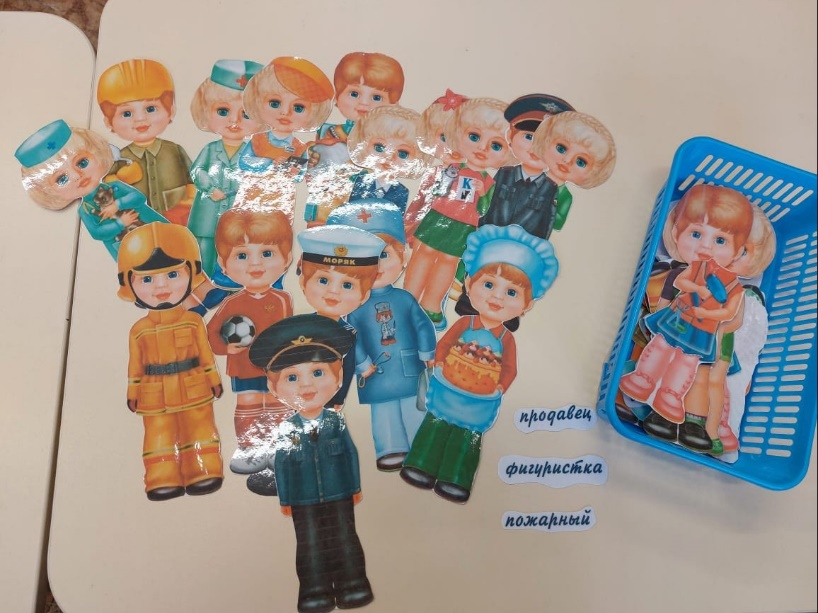 МОРЯК
К
продавец
фигуристка
пожарный